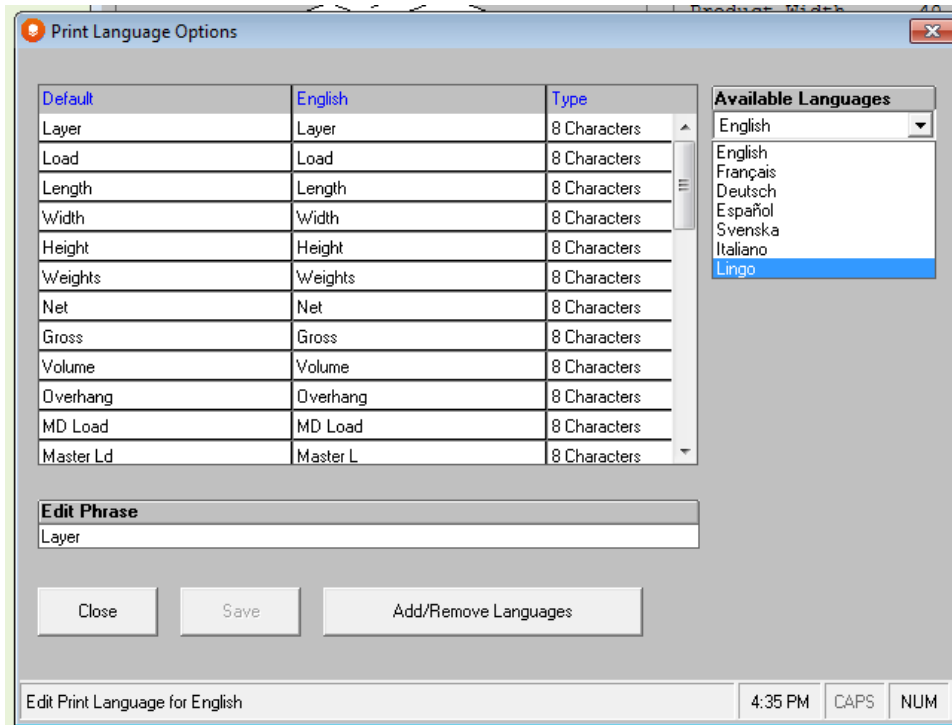 Product Width 40
Print Language Options
Default English Type
Layer Layer 8 Characters
Load Load 8 Characters
Length Length 8 Characters
Width Width 8 Characters
Height Height 8 Characters
Weights Weights 8 Characters
Net Net 8 Characters
Gross Gross 8 Characters
Volume Volume 8 Characters
Overhang Overhang 8 Characters
MD Load MD Load 8 Characters
Master Ld Master L 8 Characters
Available Languages
English
English
Français
Deutsch
Español
Svenska
Italiano
Lingo
Edit Phrase
Layer
Close Save Add/Remove Languages
Edit Print Language for English 4:35 PM CAPS NUM